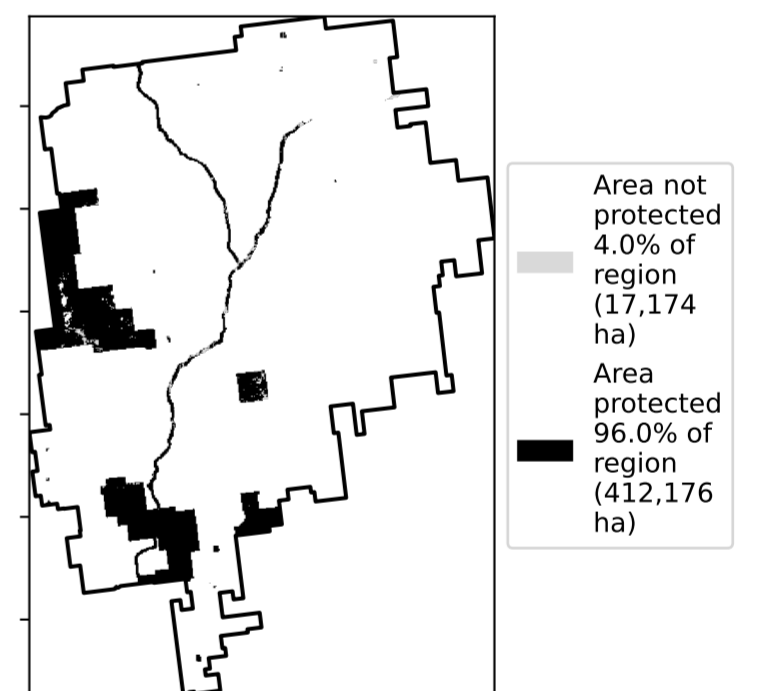 Area not
protected
4.0% of
region
(17,174
ha)
Area
protected
96.0% of
region
(412,176
ha)